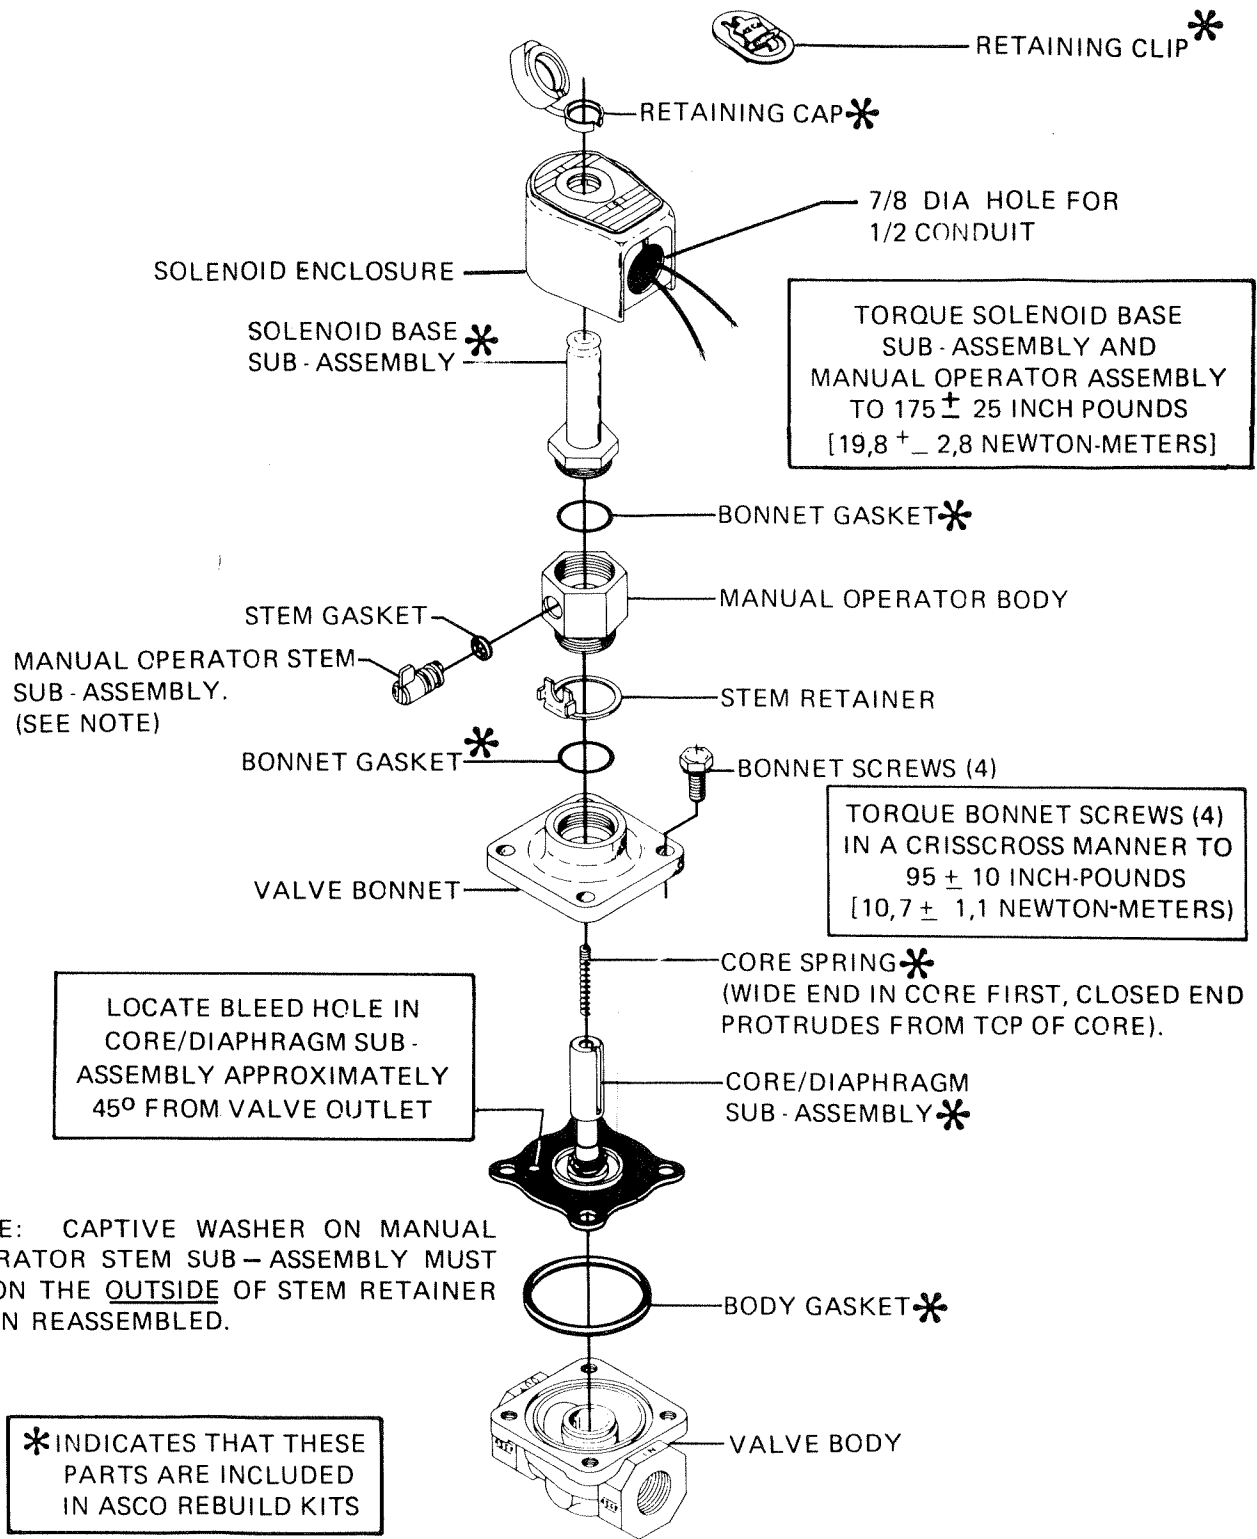 RETAINING CLIP*
RETAINING CAP*
7/8 DIA HOLE FOR
1/2 CONDUIT
SOLENOID ENCLOSURE
SOLENOID BASE *
SUB-ASSEMBLY
TORQUE SOLENOID BASE
SUB-ASSEMBLY AND
MANUAL OPERATOR ASSEMBLY
TO 175 ± 25 INCH POUNDS
[19,8 +_ 2,8 NEWTON-METERS]
BONNET GASKET*
MANUAL OPERATOR BODY
STEM GASKET
MANUAL OPERATOR STEM
SUB-ASSEMBLY.
(SEE NOTE)
STEM RETAINER
BONNET GASKET*
BONNET SCREWS (4)
TORQUE BONNET SCREWS (4)
IN A CRISSCROSS MANNER TO
95 ± 10 INCH-POUNDS
[10,7 ± 1,1 NEWTON-METERS)
VALVE BONNET
CORE SPRING*
(WIDE END IN CORE FIRST, CLOSED END
PROTRUDES FROM TOP OF CORE).
LOCATE BLEED HOLE IN
CORE/DIAPHRAGM SUB-
ASSEMBLY APPROXIMATELY
45º FROM VALVE OUTLET
CORE/DIAPHRAGM
SUB-ASSEMBLY*
E: CAPTIVE WASHER ON MANUAL
RATOR STEM SUB–ASSEMBLY MUST
ON THE OUTSIDE OF STEM RETAINER
N REASSEMBLED.
BODY GASKET*
IN
VALVE BODY
* INDICATES THAT THESE
PARTS ARE INCLUDED
IN ASCO REBUILD KITS